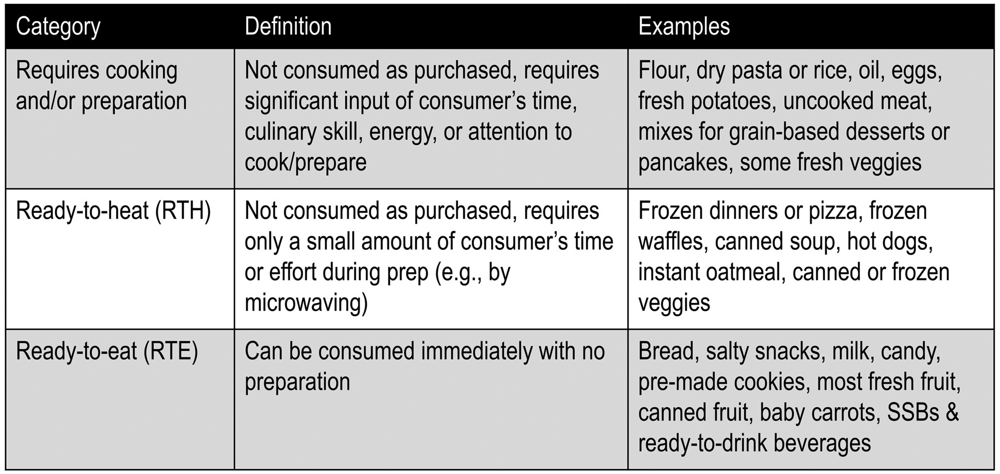 Category
Definition
Examples
Requires cooking
and/or preparation
Not consumed as purchased, requires
significant input of consumer’s time,
culinary skill, energy, or attention to
cook/prepare
Flour, dry pasta or rice, oil, eggs,
fresh potatoes, uncooked meat,
mixes for grain-based desserts or
pancakes, some fresh veggies
Ready-to-heat (RTH)
Not consumed as purchased, requires
only a small amount of consumer’s time
or effort during prep (e.g., by
microwaving)
Frozen dinners or pizza, frozen
waffles, canned soup, hot dogs,
instant oatmeal, canned or frozen
veggies
Ready-to-eat (RTE)
Can be consumed immediately with no
preparation
Bread, salty snacks, milk, candy,
pre-made cookies, most fresh fruit,
canned fruit, baby carrots, SSBs &
ready-to-drink beverages